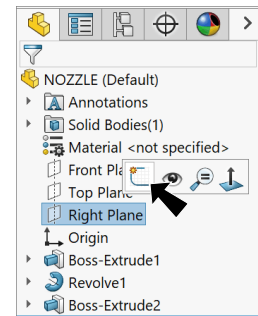 NOZZLE (Default)
Annotations
Solid Bodies(1)
Material <not specified>
Front Pla
Top Plane
Right Plane
Origin
Boss-Extrude1
Revolve1
Boss-Extrude2